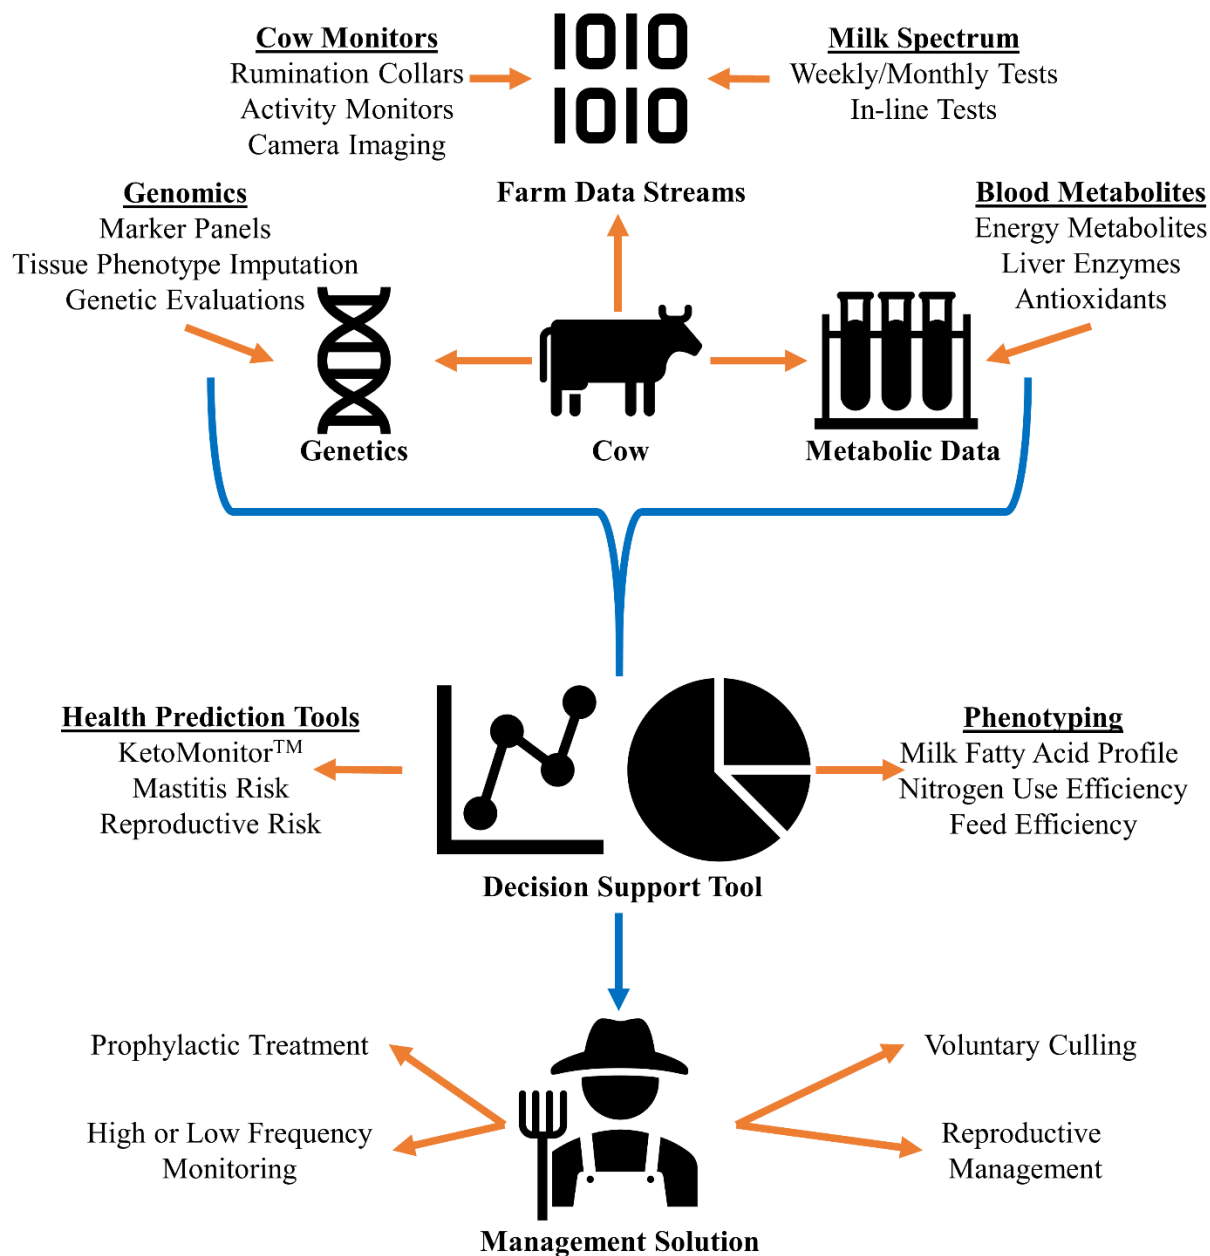 Cow Monitors
Rumination Collars
Activity Monitors
Camera Imaging
1010
1010
Milk Spectrum
Weekly/Monthly Tests
In-line Tests
Farm Data Streams
Genomics
Marker Panels
Tissue Phenotype Imputation
Genetic Evaluations
Blood Metabolites
Energy Metabolites
Liver Enzymes
Antioxidants
Genetics
Cow
Metabolic Data
Health Prediction Tools
KetoMonitor™
Mastitis Risk
Reproductive Risk
Phenotyping
Milk Fatty Acid Profile
Nitrogen Use Efficiency
Feed Efficiency
Decision Support Tool
Prophylactic Treatment
High or Low Frequency
Monitoring
Voluntary Culling
Reproductive
Management
Management Solution